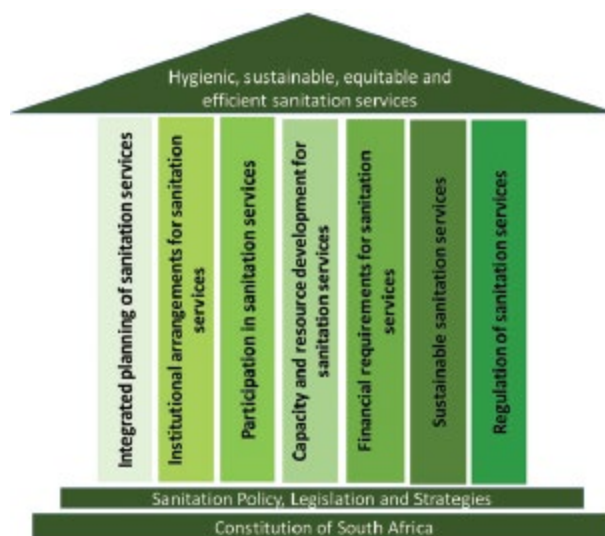 Hygienic, sustainable, equitable and
efficient sanitation services
Integrated planning of sanitation services
Institutional arrangements for sanitation
services
Participation in sanitation services
Capacity and resource development for
sanitation services
Financial requirements for sanitation
services
Sustainable sanitation services
Regulation of sanitation services
Sanitation Policy, Legislation and Strategies
Constitution of South Africa